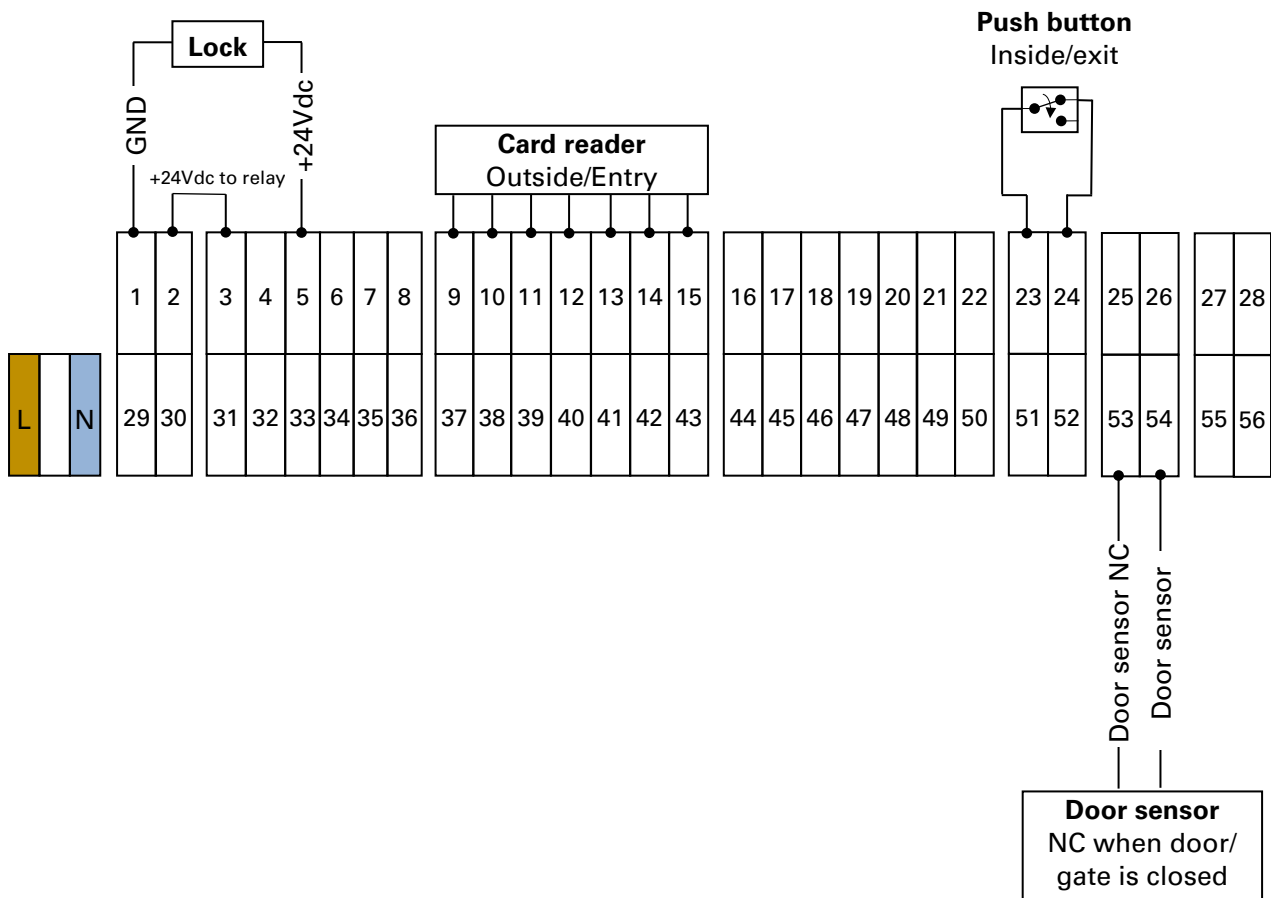 Push button
Inside/exit
Lock
GND
+24Vdc
+24Vdc to relay
Card reader
Outside/Entry
1 2 3 4 5 6 7 8 9 10 11 12 13 14 15 16 17 18 19 20 21 22 23 24 25 26 27 28
L N 29 30 31 32 33 34 35 36 37 38 39 40 41 42 43 44 45 46 47 48 49 50 51 52 53 54 55 56
Door sensor NC
Door sensor
Door sensor
NC when door/
gate is closed